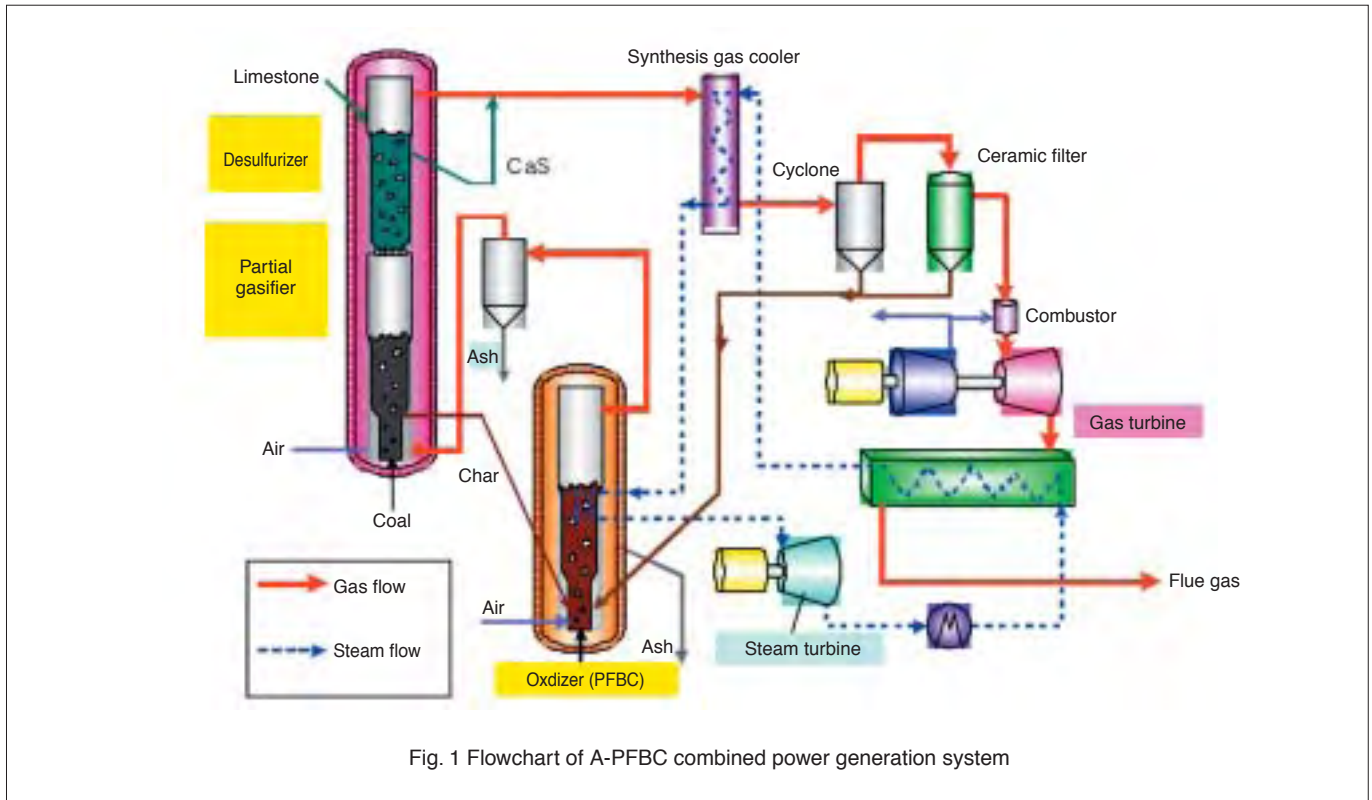 Synthesis gas cooler
Limestone
Desulfurizer
CaS
Cyclone
Ceramic filter
Partial
gasifier
Combustor
Ash
Gas turbine
Air
Char
Coal
Gas flow
Steam flow
Air
Ash
Oxdizer (PFBC)
Steam turbine
Flue gas
Fig. 1 Flowchart of A-PFBC combined power generation system